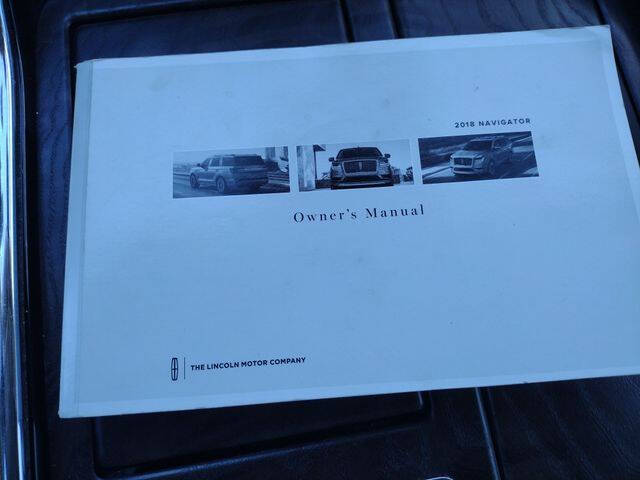 2018 NAVIGATOR
Owner's Manual
THE LINCOLN MOTOR COMPANY